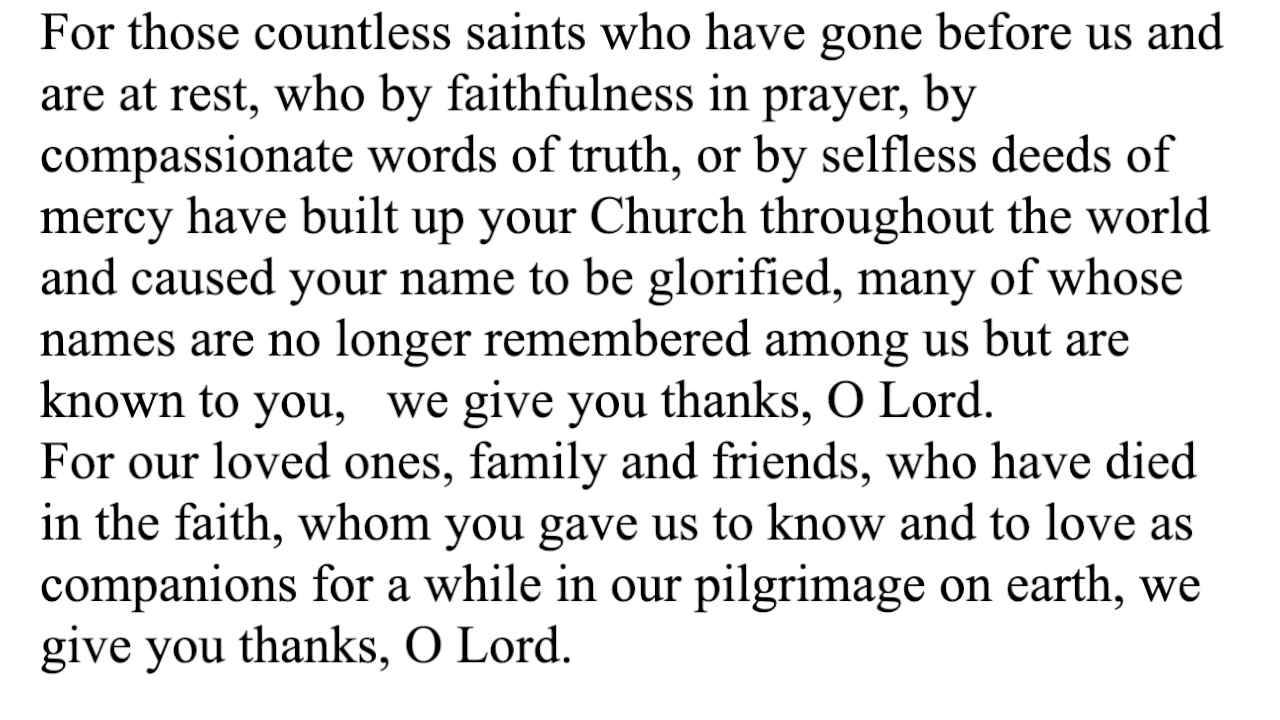 For those countless saints who have gone before us and
are at rest, who by faithfulness in prayer, by
compassionate words of truth, or by selfless deeds of
mercy have built up your Church throughout the world
and caused your name to be glorified, many of whose
names are no longer remembered among us but are
known to you,   we give you thanks, O Lord.
For our loved ones, family and friends, who have died
in the faith, whom you gave us to know and to love as
companions for a while in our pilgrimage on earth, we
give you thanks, O Lord.